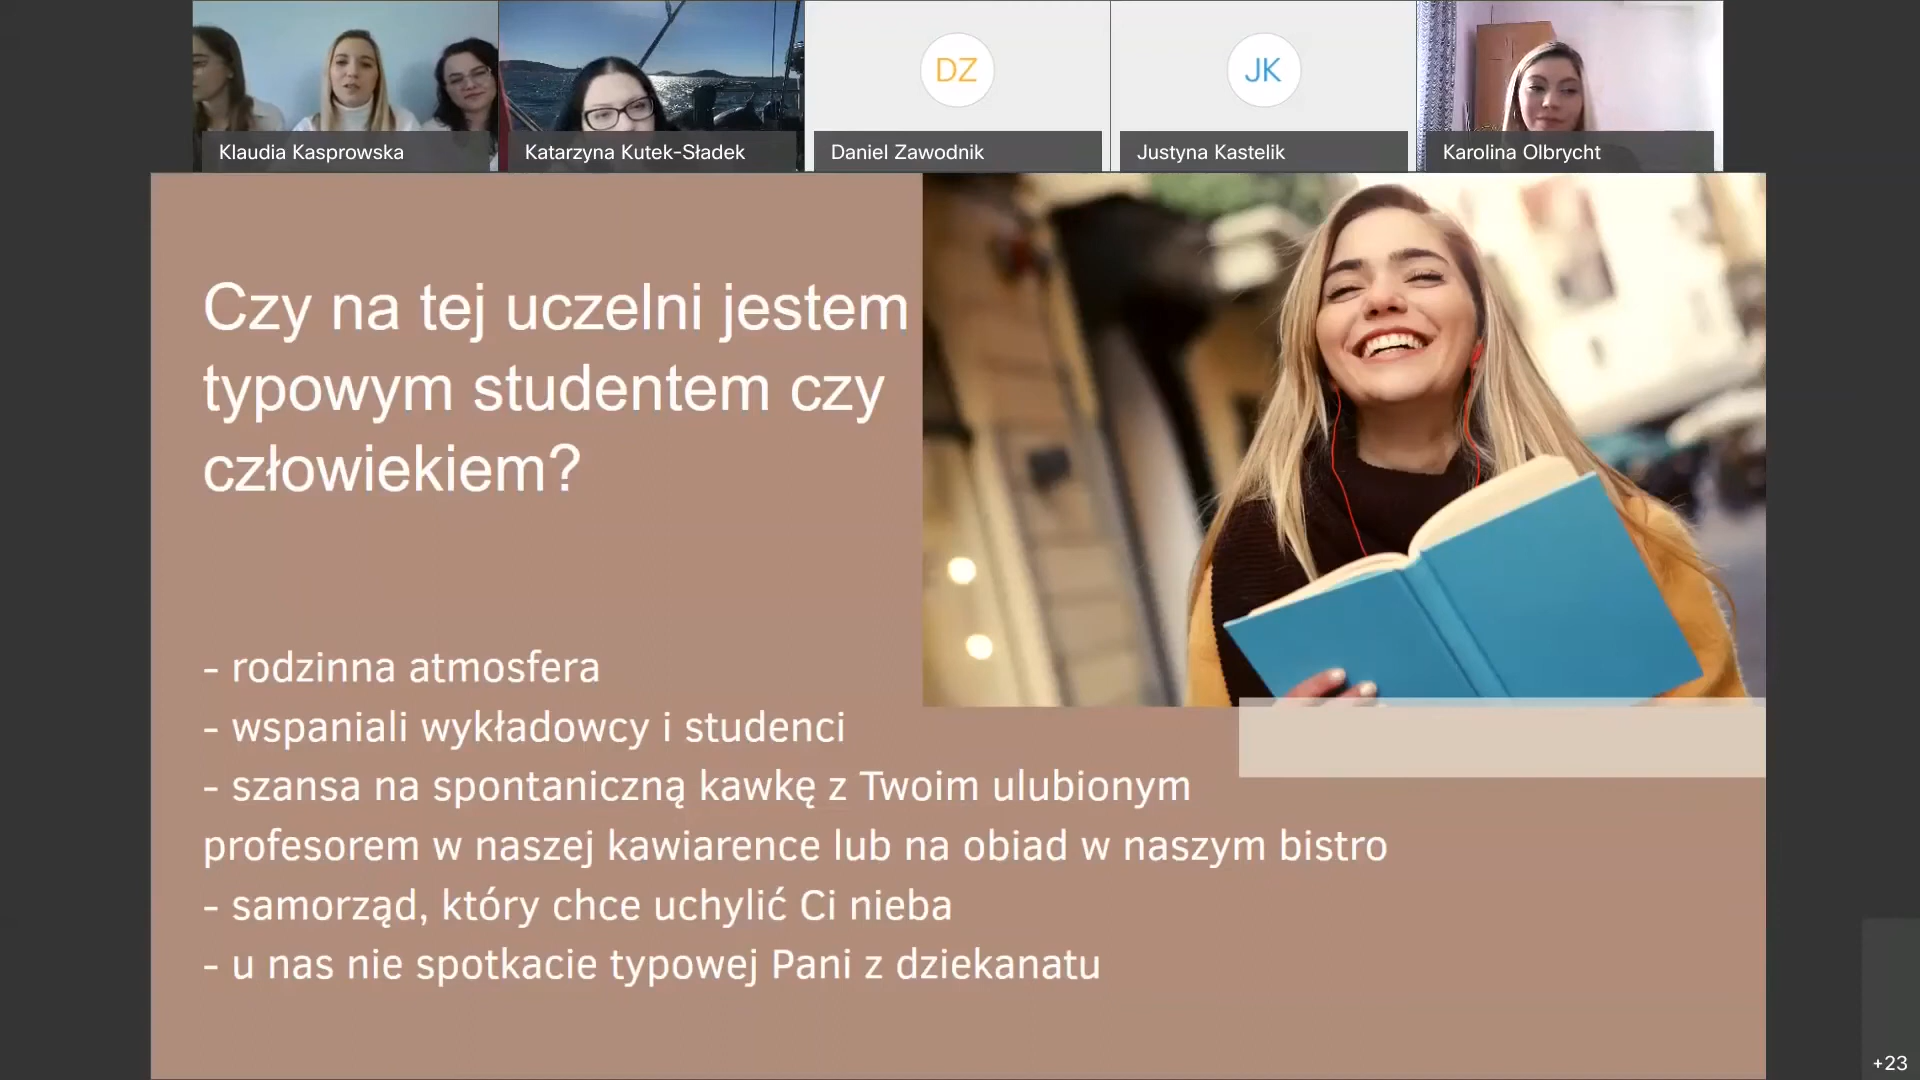 DZ
JK
Klaudia Kasprowska
Katarzyna Kutek-Sładek
Daniel Zawodnik
Justyna Kastelik
Karolina Olbrycht
Czy na tej uczelni jestem
typowym studentem czy
człowiekiem?
- rodzinna atmosfera
- wspaniali wykładowcy i studenci
- szansa na spontaniczną kawkę z Twoim ulubionym
profesorem w naszej kawiarence lub na obiad w naszym bistro
- samorząd, który chce uchylić Ci nieba
- u nas nie spotkacie typowej Pani z dziekanatu
+23